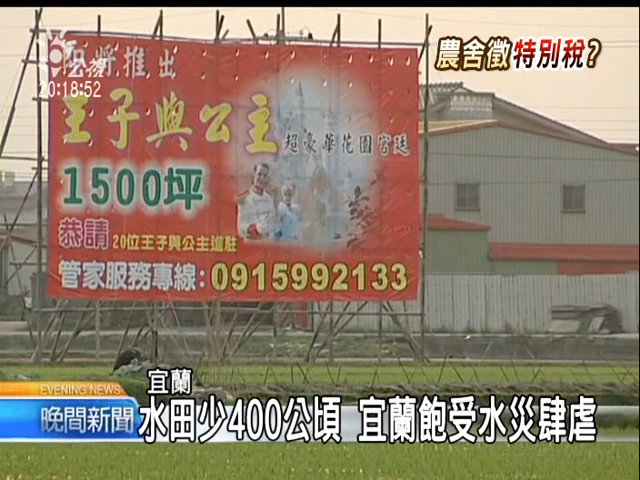 農舍徵特別稅?
公視
20:18:52
即將推出
王子與公主
超豪華花園宮廷
1500坪
恭請 20位王子與公主進駐
管家服務專線:0915992133
EVENING NEWS
晚間新聞
宜蘭
水田少400公頃 宜蘭飽受水災肆虐